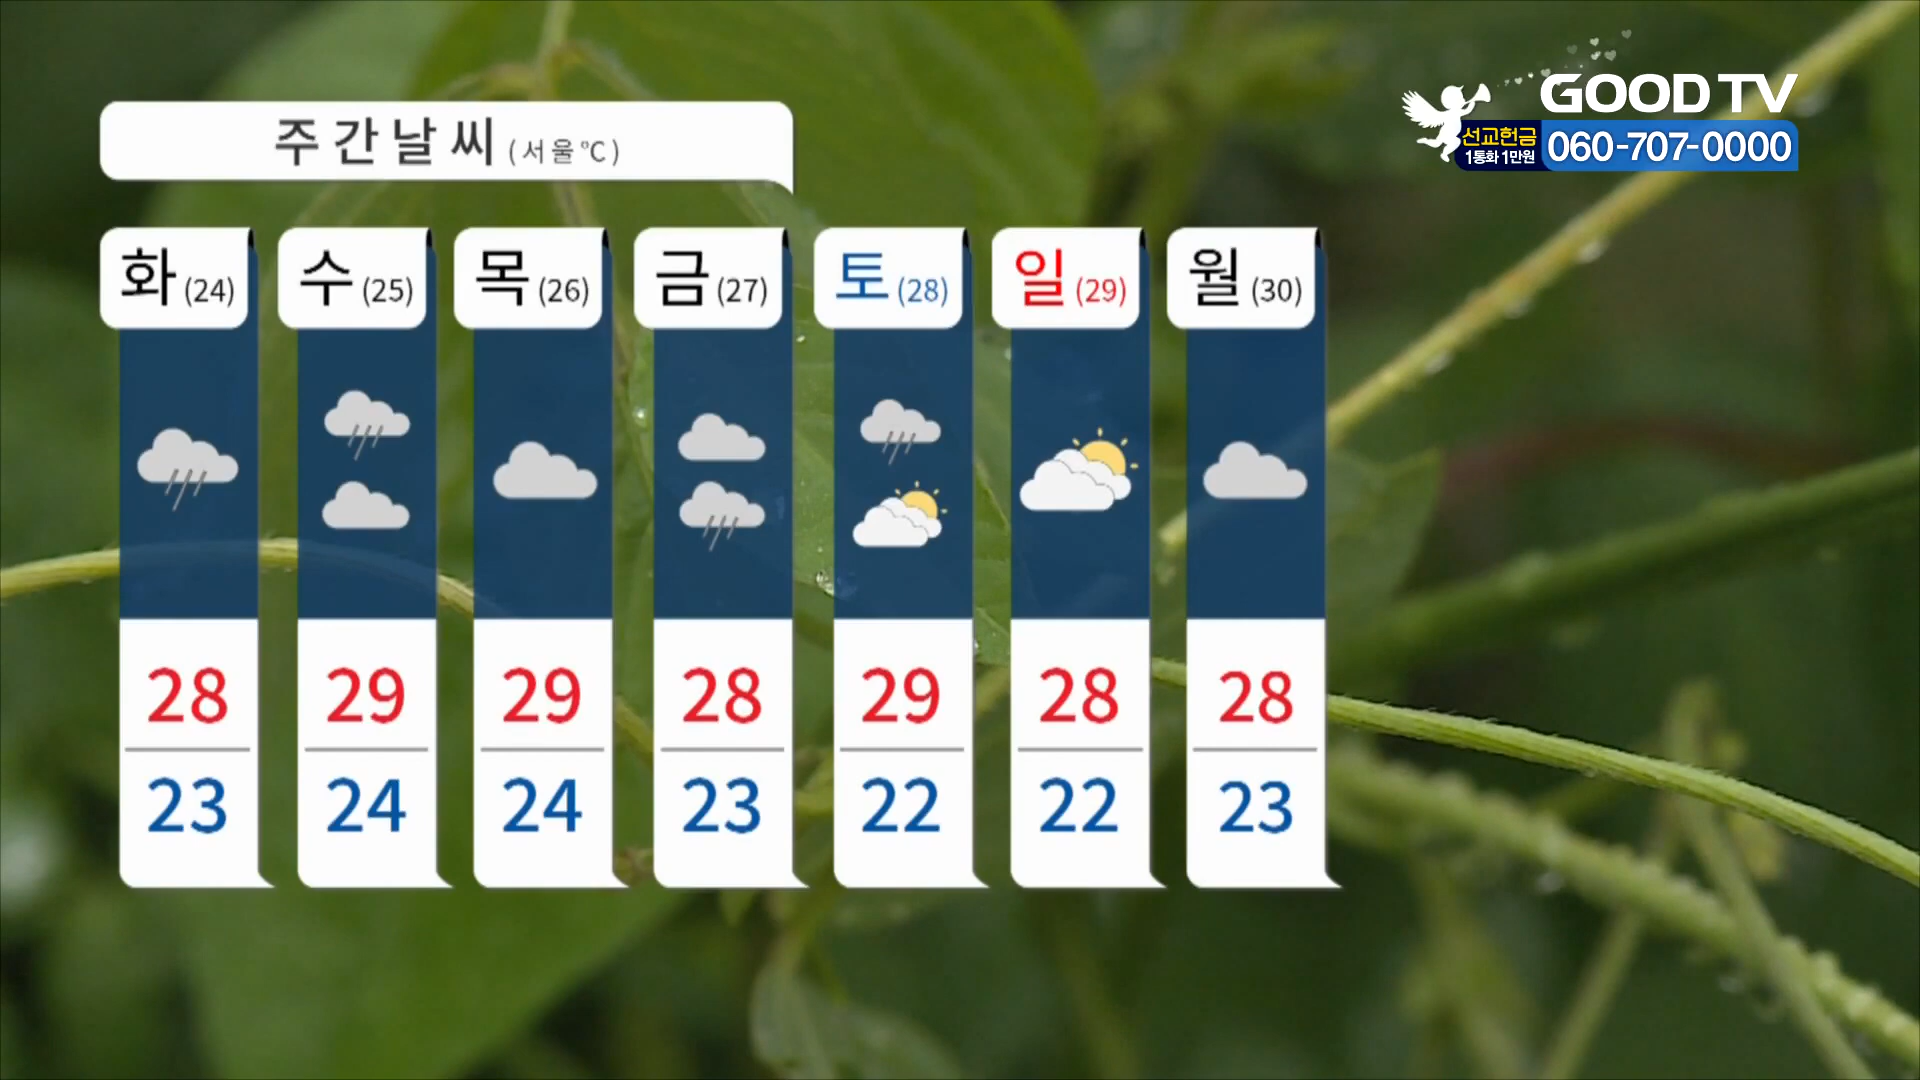 주간날씨 (서울℃)
GOODTV
선교헌금
1통화 1만원
060-707-0000
화(24) 수(25) 목(26) 금(27) 토(28) 일(29) 월(30)
28 29 29 28 29 28 28
23 24 24 23 22 22 23